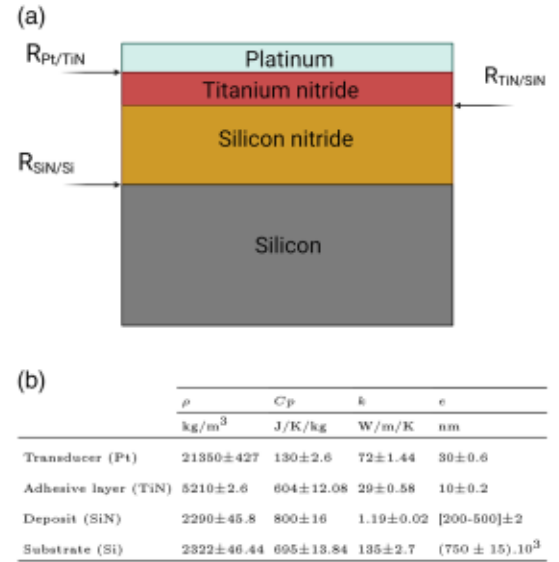 (a)
R_Pt/TiN
Platinum
Titanium nitride
R_TiN/SiN
Silicon nitride
R_SiN/Si
Silicon
(b)
ρ Cp k e
kg/m³ J/K/kg W/m/K nm
Transducer (Pt) 21350±427 130±2.6 72±1.44 30±0.6
Adhesive layer (TiN) 5210±2.6 604±12.08 29±0.58 10±0.2
Deposit (SiN) 2290±45.8 800±16 1.19±0.02 [200-500]±2
Substrate (Si) 2322±46.44 695±13.84 135±2.7 (750 ± 15).10³